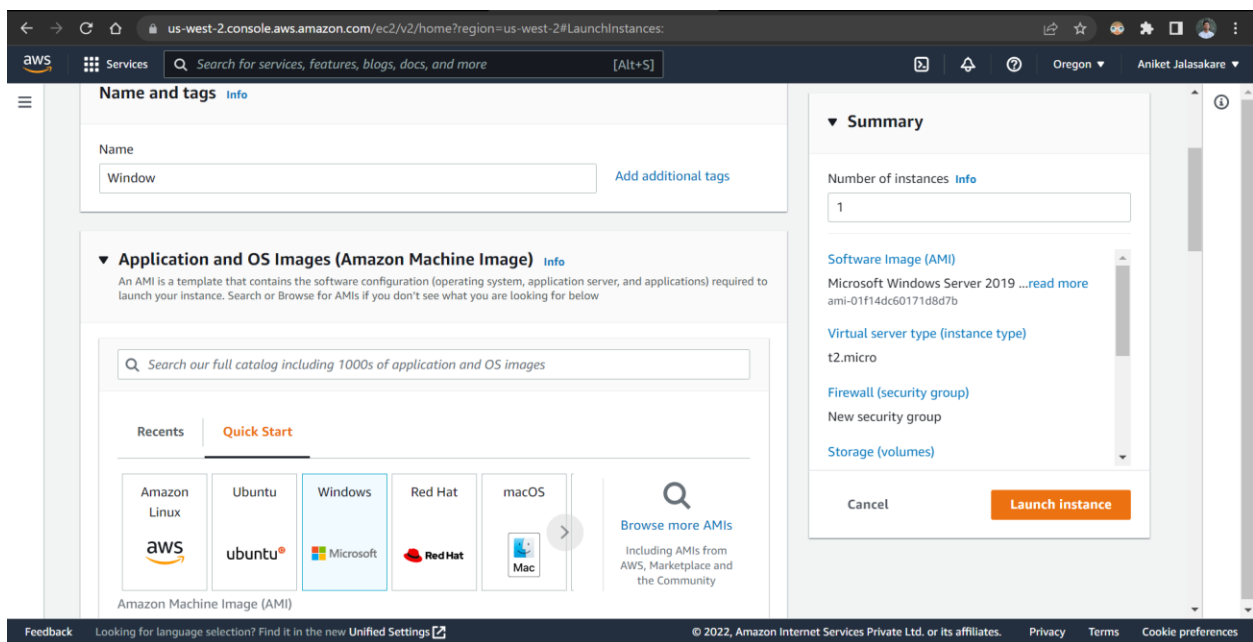 us-west-2.console.aws.amazon.com/ec2/v2/home?region=us-west-2#LaunchInstances:
aws
Services
Search for services, features, blogs, docs, and more
[Alt+S]
Oregon
Aniket Jalasakare
Name and tags Info
Name
Window
Add additional tags
Application and OS Images (Amazon Machine Image) Info
An AMI is a template that contains the software configuration (operating system, application server, and applications) required to
launch your instance. Search or Browse for AMIs if you don't see what you are looking for below
Search our full catalog including 1000s of application and OS images
Recents
Quick Start
Amazon
Linux
aws
Ubuntu
ubuntu
Windows
Microsoft
Red Hat
Red Hat
macOS
Mac
Browse more AMIs
Including AMIs from
AWS, Marketplace and
the Community
Amazon Machine Image (AMI)
Summary
Number of instances Info
1
Software Image (AMI)
Microsoft Windows Server 2019 ...read more
ami-01f14dc60171d8d7b
Virtual server type (instance type)
t2.micro
Firewall (security group)
New security group
Storage (volumes)
Cancel
Launch instance
Feedback
Looking for language selection? Find it in the new Unified Settings
© 2022, Amazon Internet Services Private Ltd. or its affiliates.
Privacy
Terms
Cookie preferences